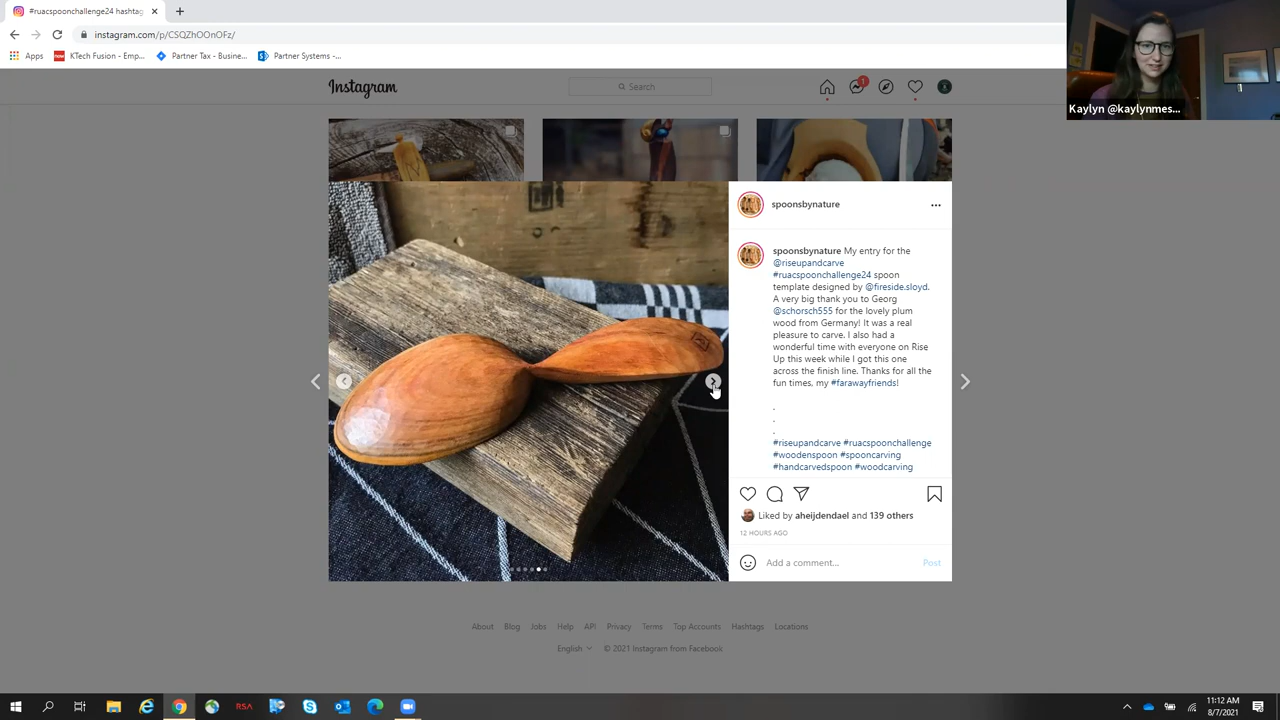 #ruacspoonchallenge24 hashtag
instagram.com/p/CSQZhOOnOFz/
Apps
KTech Fusion - Emp...
Partner Tax - Busine...
Partner Systems -...
Kaylyn @kaylynmes...
Instagram
Search
1
spoonsbynature
spoonsbynature My entry for the
@riseupandcarve
#ruacspoonchallenge24 spoon
template designed by @fireside.sloyd.
A very big thank you to Georg
@schorsch555 for the lovely plum
wood from Germany! It was a real
pleasure to carve. I also had a
wonderful time with everyone on Rise
Up this week while I got this one
across the finish line. Thanks for all the
fun times, my #farawayfriends!
.
.
.
#riseupandcarve #ruacspoonchallenge
#woodenspoon #spooncarving
#handcarvedspoon #woodcarving
Liked by aheijdendael and 139 others
12 HOURS AGO
Add a comment...
Post
About Blog Jobs Help API Privacy Terms Top Accounts Hashtags Locations
English © 2021 Instagram from Facebook
RSA
11:12 AM
8/7/2021